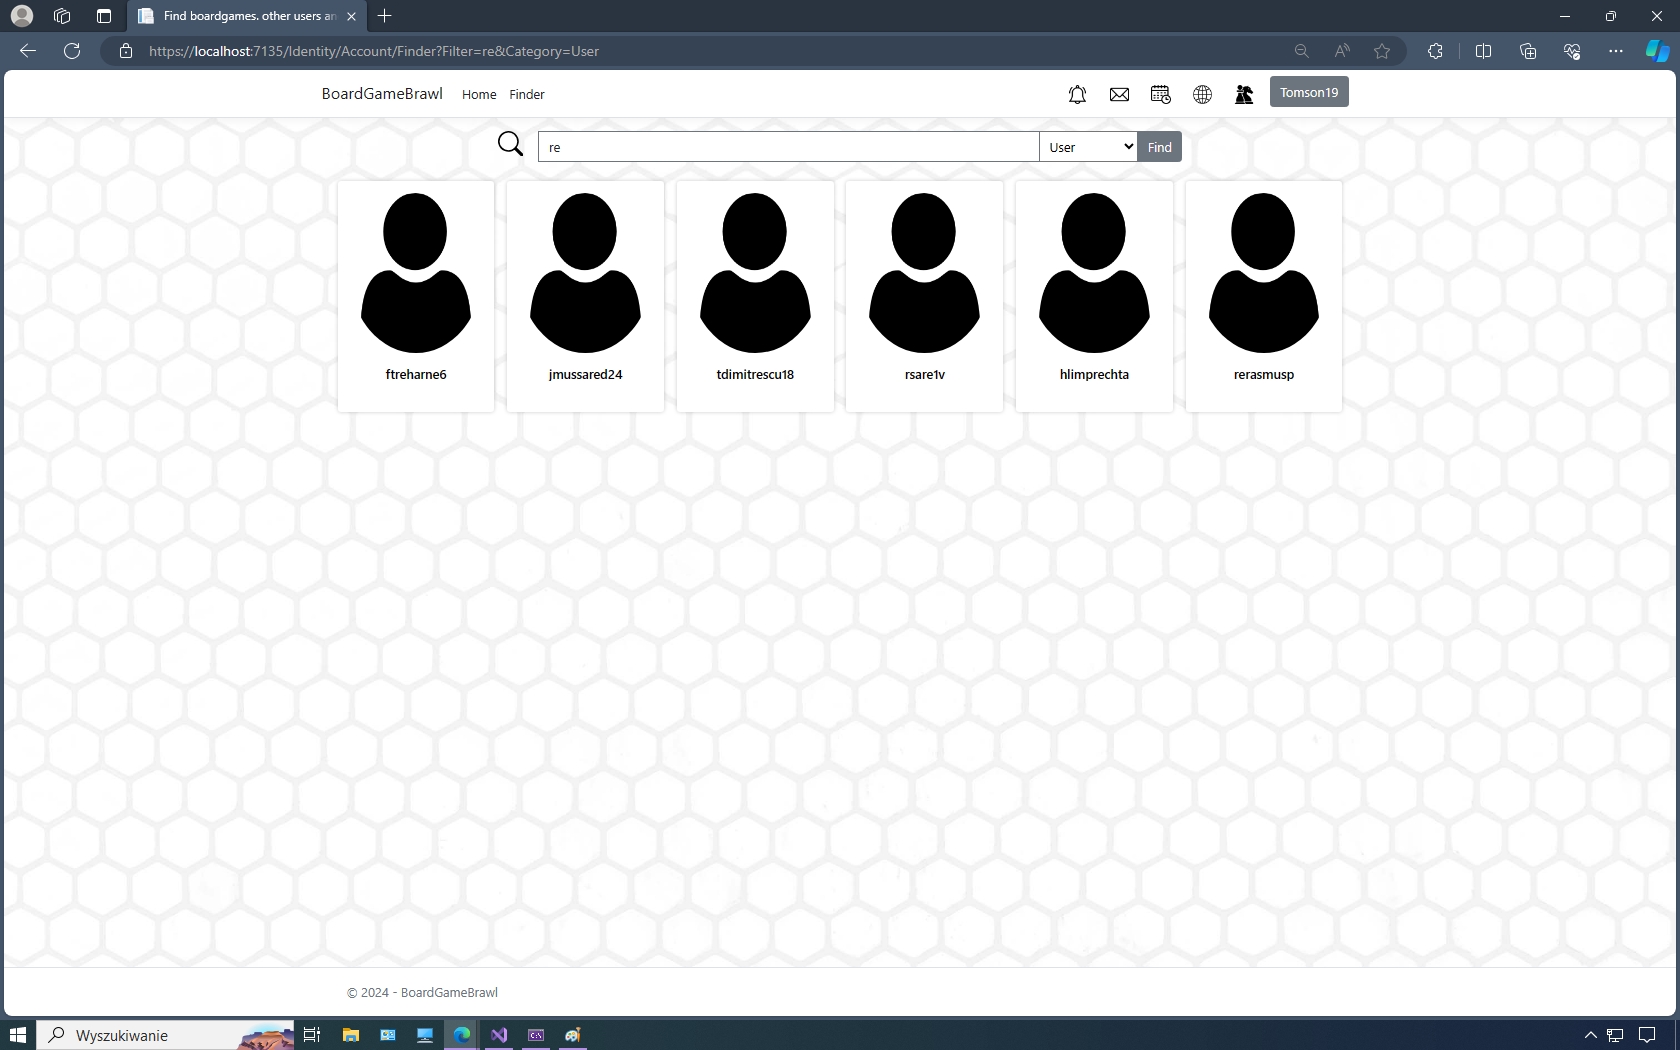 Find boardgames. other users an
https://localhost:7135/Identity/Account/Finder?Filter=re&Category=User
BoardGameBrawl Home Finder Tomson19
re User Find
ftreharne6 jmussared24 tdimitrescu18 rsare1v hlimprechta rerasmusp
© 2024 - BoardGameBrawl
Wyszukiwanie